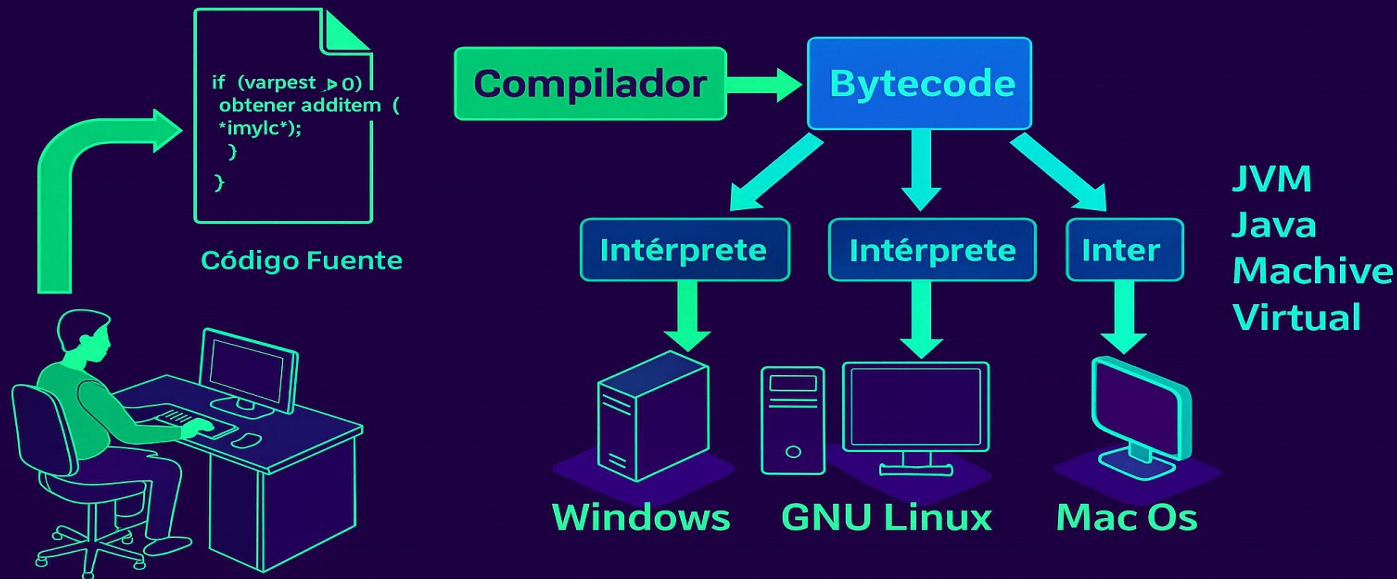 if (varpest > 0)
obtener additem (
*imylc*);
}
}
Código Fuente
Compilador
Bytecode
Intérprete
Intérprete
Inter
JVM
Java
Machive
Virtual
Windows
GNU Linux
Mac Os